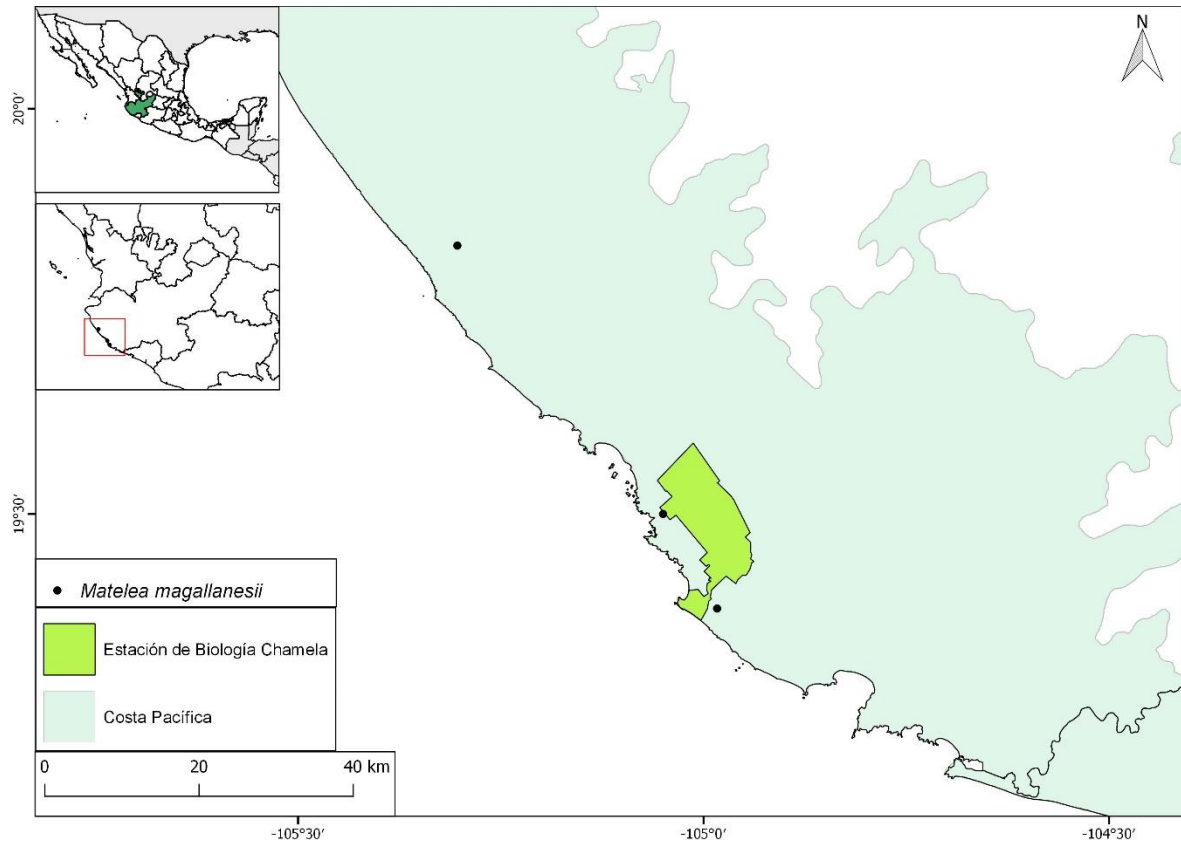 N
20°0'
19°30'
Matelea magallanesii
Estación de Biología Chamela
Costa Pacífica
0 20 40 km
-105°30' -105°0' -104°30'